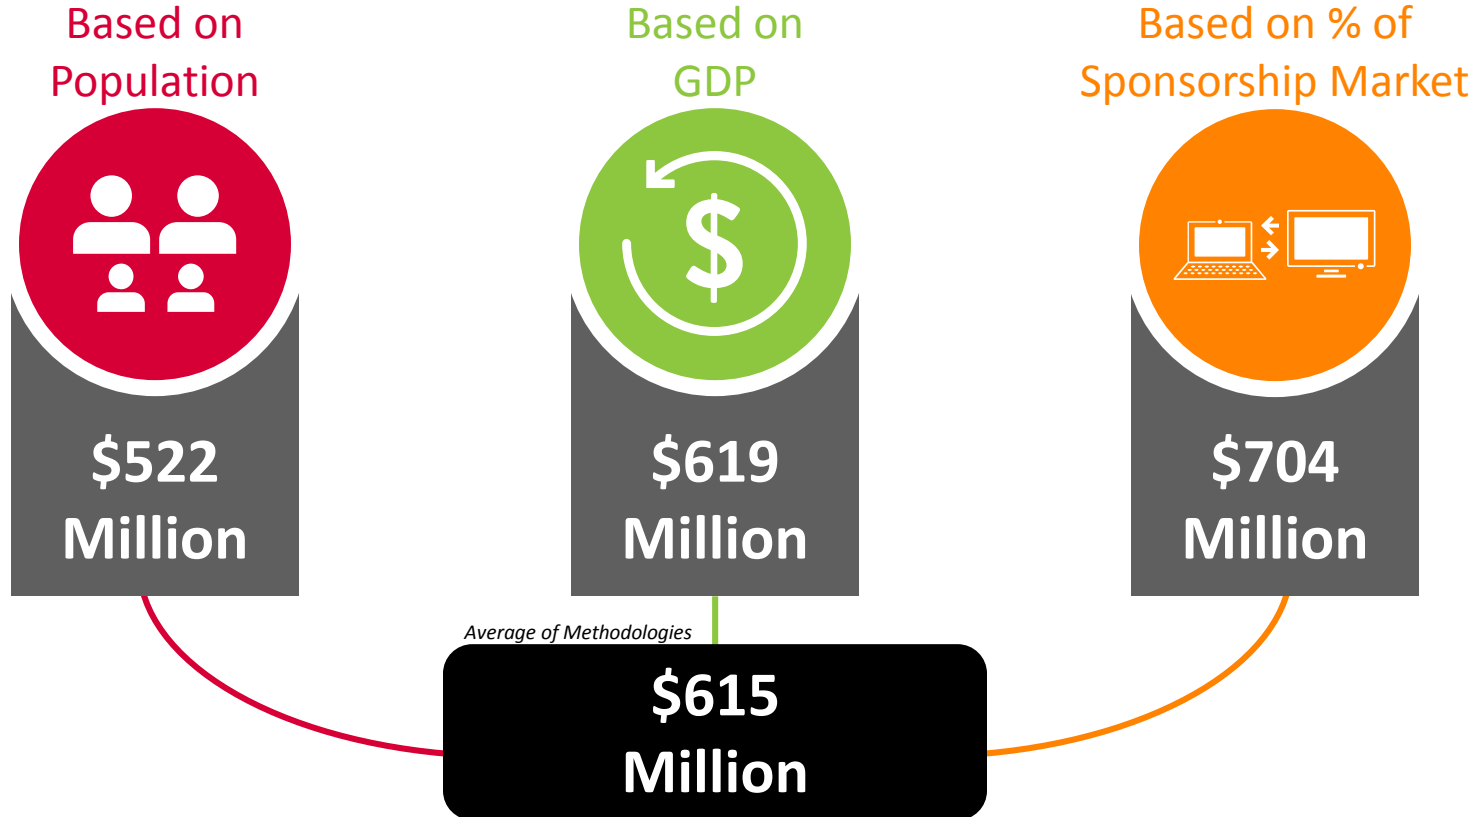 Based on
Population
Based on
GDP
Based on % of
Sponsorship Market
$522
Million
$619
Million
$704
Million
Average of Methodologies
$615
Million